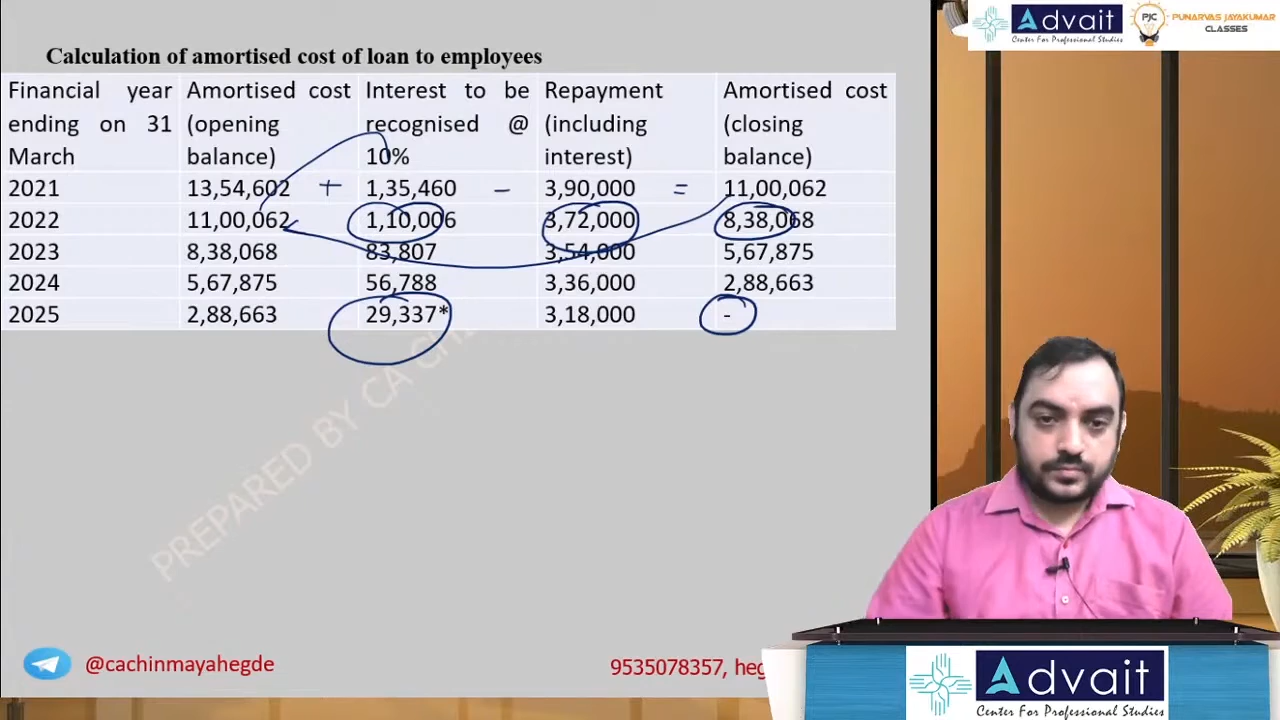 Advait
Center For Professional Studies
PJC
PUNARVAS JAYAKUMAR
CLASSES
Calculation of amortised cost of loan to employees
Financial year ending on 31 March | Amortised cost (opening balance) | Interest to be recognised @ 10% | Repayment (including interest) | Amortised cost (closing balance)
2021 13,54,602 + 1,35,460 - 3,90,000 = 11,00,062
2022 11,00,062 1,10,006 3,72,000 8,38,068
2023 8,38,068 83,807 3,54,000 5,67,875
2024 5,67,875 56,788 3,36,000 2,88,663
2025 2,88,663 29,337* 3,18,000 -
PREPARED BY CA
@cachinmayahegde
9535078357, heg
Advait
Center For Professional Studies